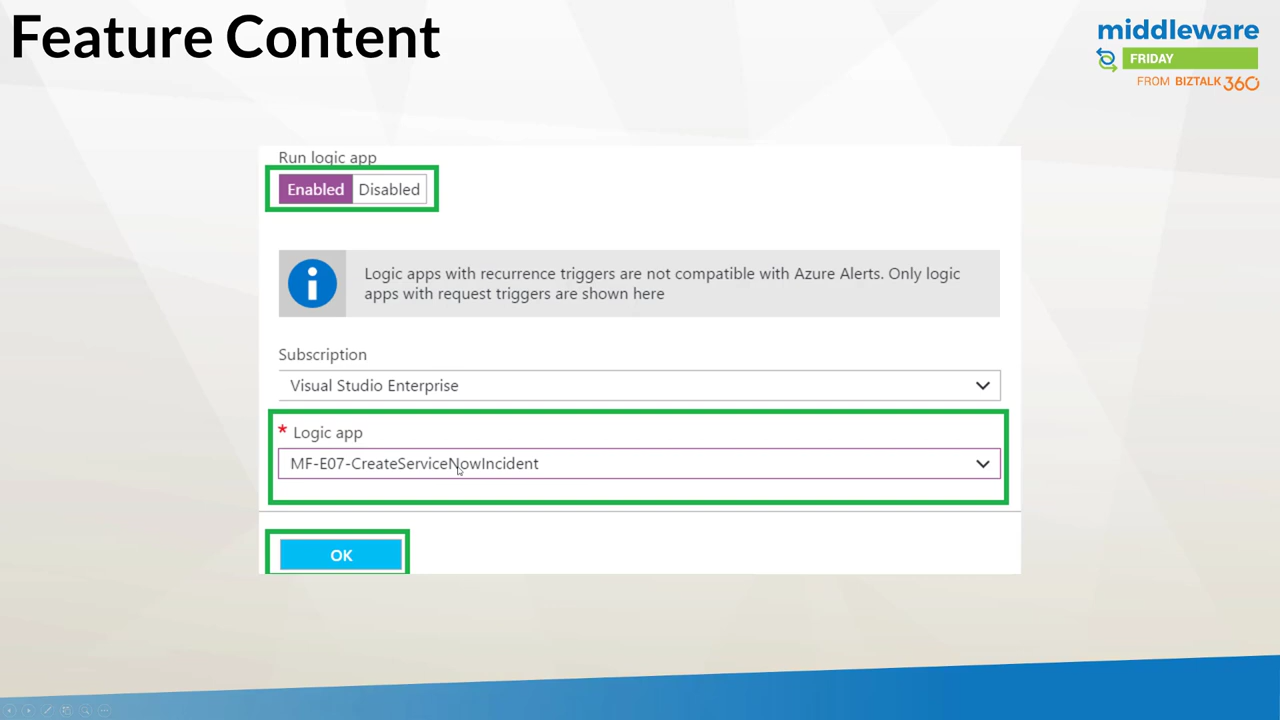 Feature Content
middleware
FRIDAY
FROM BIZTALK360
Run logic app
Enabled Disabled
Logic apps with recurrence triggers are not compatible with Azure Alerts. Only logic
apps with request triggers are shown here
Subscription
Visual Studio Enterprise
* Logic app
MF-E07-CreateServiceNowIncident
OK